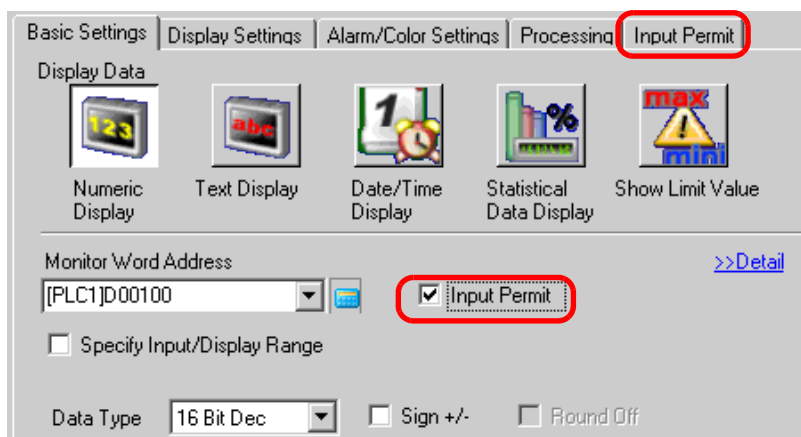 Basic Settings Display Settings Alarm/Color Settings Processing Input Permit
Display Data
123 abc 1 % max mini
Numeric Display Text Display Date/Time Display Statistical Data Display Show Limit Value
Monitor Word Address >>Detail
[PLC1]D00100 Input Permit
Specify Input/Display Range
Data Type 16 Bit Dec Sign +/- Round Off